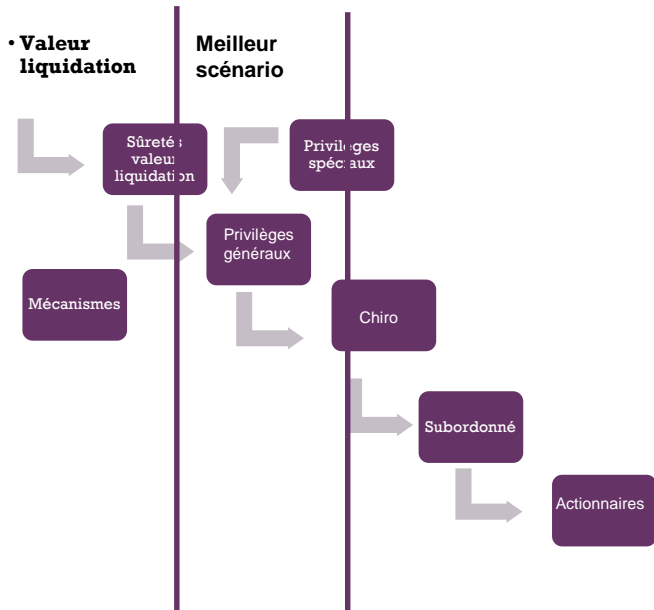 • Valeur
liquidation
Meilleur
scénario
Sûretés
valeur
liquidation
Privilèges
spéciaux
Privilèges
généraux
Mécanismes
Chiro
Subordonné
Actionnaires